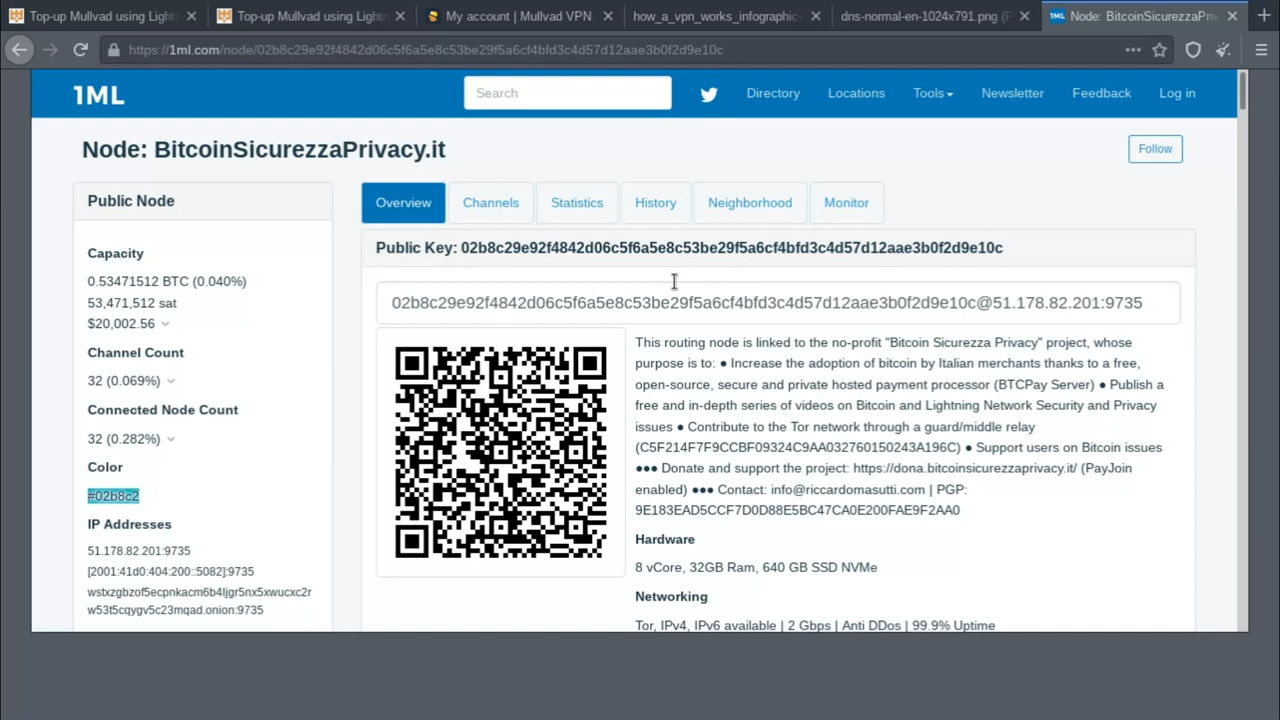 Top-up Mullvad using Lightn
Top-up Mullvad using Lightn
My account | Mullvad VPN
how_a_vpn_works_infographic-
dns-normal-en-1024x791.png (P
1ML
Node: BitcoinSicurezzaPriv
https://1ml.com/node/02b8c29e92f4842d06c5f6a5e8c53be29f5a6cf4bfd3c4d57d12aae3b0f2d9e10c
1ML
Search
Directory
Locations
Tools
Newsletter
Feedback
Log in
Node: BitcoinSicurezzaPrivacy.it
Follow
Public Node
Capacity
0.53471512 BTC (0.040%)
53,471,512 sat
$20,002.56
Channel Count
32 (0.069%)
Connected Node Count
32 (0.282%)
Color
#02b8c2
IP Addresses
51.178.82.201:9735
[2001:41d0:404:200::5082]:9735
wstxzgbzof5ecpnkacm6b4ljgr5nx5xwucxc2r
w53t5cqygv5c23mqad.onion:9735
Overview
Channels
Statistics
History
Neighborhood
Monitor
Public Key: 02b8c29e92f4842d06c5f6a5e8c53be29f5a6cf4bfd3c4d57d12aae3b0f2d9e10c
02b8c29e92f4842d06c5f6a5e8c53be29f5a6cf4bfd3c4d57d12aae3b0f2d9e10c@51.178.82.201:9735
This routing node is linked to the no-profit "Bitcoin Sicurezza Privacy" project, whose
purpose is to: ● Increase the adoption of bitcoin by Italian merchants thanks to a free,
open-source, secure and private hosted payment processor (BTCPay Server) ● Publish a
free and in-depth series of videos on Bitcoin and Lightning Network Security and Privacy
issues ● Contribute to the Tor network through a guard/middle relay
(C5F214F7F9CCBF09324C9AA032760150243A196C) ● Support users on Bitcoin issues
●●● Donate and support the project: https://dona.bitcoinsicurezzaprivacy.it/ (PayJoin
enabled) ●●● Contact: info@riccardomasutti.com | PGP:
9E183EAD5CCF7D0D88E5BC47CA0E200FAE9F2AA0
Hardware
8 vCore, 32GB Ram, 640 GB SSD NVMe
Networking
Tor, IPv4, IPv6 available | 2 Gbps | Anti DDos | 99.9% Uptime